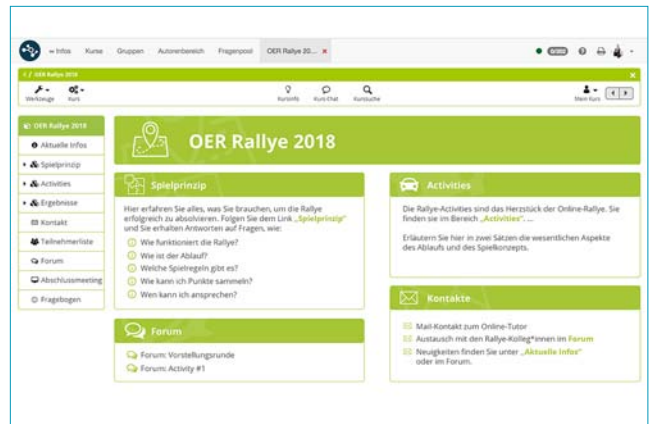 ∞ Infos Kurse Gruppen Autorenbereich Fragenpool OER Rallye 20... ×
OER Rallye 2018
Werkzeuge Kurs Kursinfo Kurs-Chat Kurssuche Mein Kurs
OER Rallye 2018
Aktuelle Infos
Spielprinzip
Activities
Ergebnisse
Kontakt
Teilnehmerliste
Forum
Abschlussmeeting
Fragebogen
OER Rallye 2018
Spielprinzip
Hier erfahren Sie alles, was Sie brauchen, um die Rallye
erfolgreich zu absolvieren. Folgen Sie dem Link „Spielprinzip“
und Sie erhalten Antworten auf Fragen, wie:
Wie funktioniert die Rallye?
Wie ist der Ablauf?
Welche Spielregeln gibt es?
Wie kann ich Punkte sammeln?
Wen kann ich ansprechen?
Forum
Forum: Vorstellungsrunde
Forum: Activity #1
Activities
Die Rallye-Activities sind das Herzstück der Online-Rallye. Sie
finden sie im Bereich „Activities“. ...
Erläutern Sie hier in zwei Sätzen die wesentlichen Aspekte
des Ablaufs und des Spielkonzepts.
Kontakte
Mail-Kontakt zum Online-Tutor
Austausch mit den Rallye-Kolleg*innen im Forum
Neuigkeiten finden Sie unter „Aktuelle Infos“
oder im Forum.